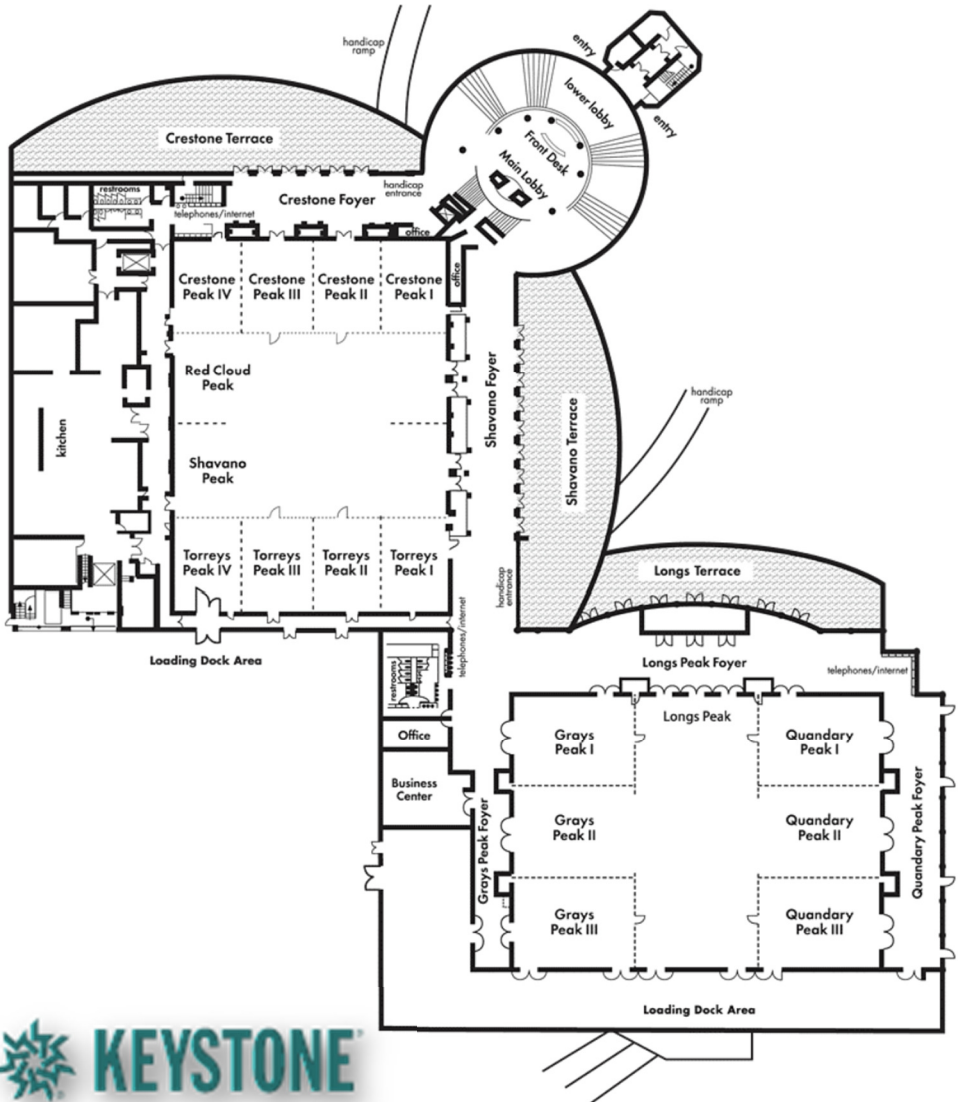 handicap
ramp
entry
lower lobby
entry
Front Desk
Main Lobby
Crestone Terrace
restrooms
handicap
entrance
Crestone Foyer
telephones/internet
office
office
Crestone
Peak IV
Crestone
Peak III
Crestone
Peak II
Crestone
Peak I
Red Cloud
Peak
Shavano
Peak
kitchen
Shavano Foyer
Shavano Terrace
handicap
ramp
Torreys
Peak IV
Torreys
Peak III
Torreys
Peak II
Torreys
Peak I
handicap
entrance
Longs Terrace
telephones/internet
Loading Dock Area
restrooms
Longs Peak Foyer
telephones/internet
Office
Business
Center
Longs Peak
Grays
Peak I
Quandary
Peak I
Grays Peak Foyer
Grays
Peak II
Quandary
Peak II
Quandary Peak Foyer
Grays
Peak III
Quandary
Peak III
Loading Dock Area
KEYSTONE